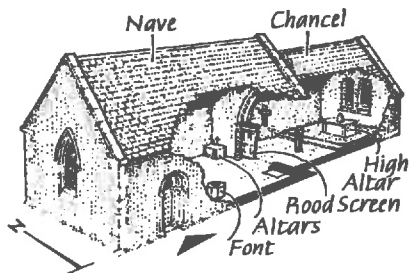 Nave
Chancel
High
Altar
Rood Screen
Altars
Font
N